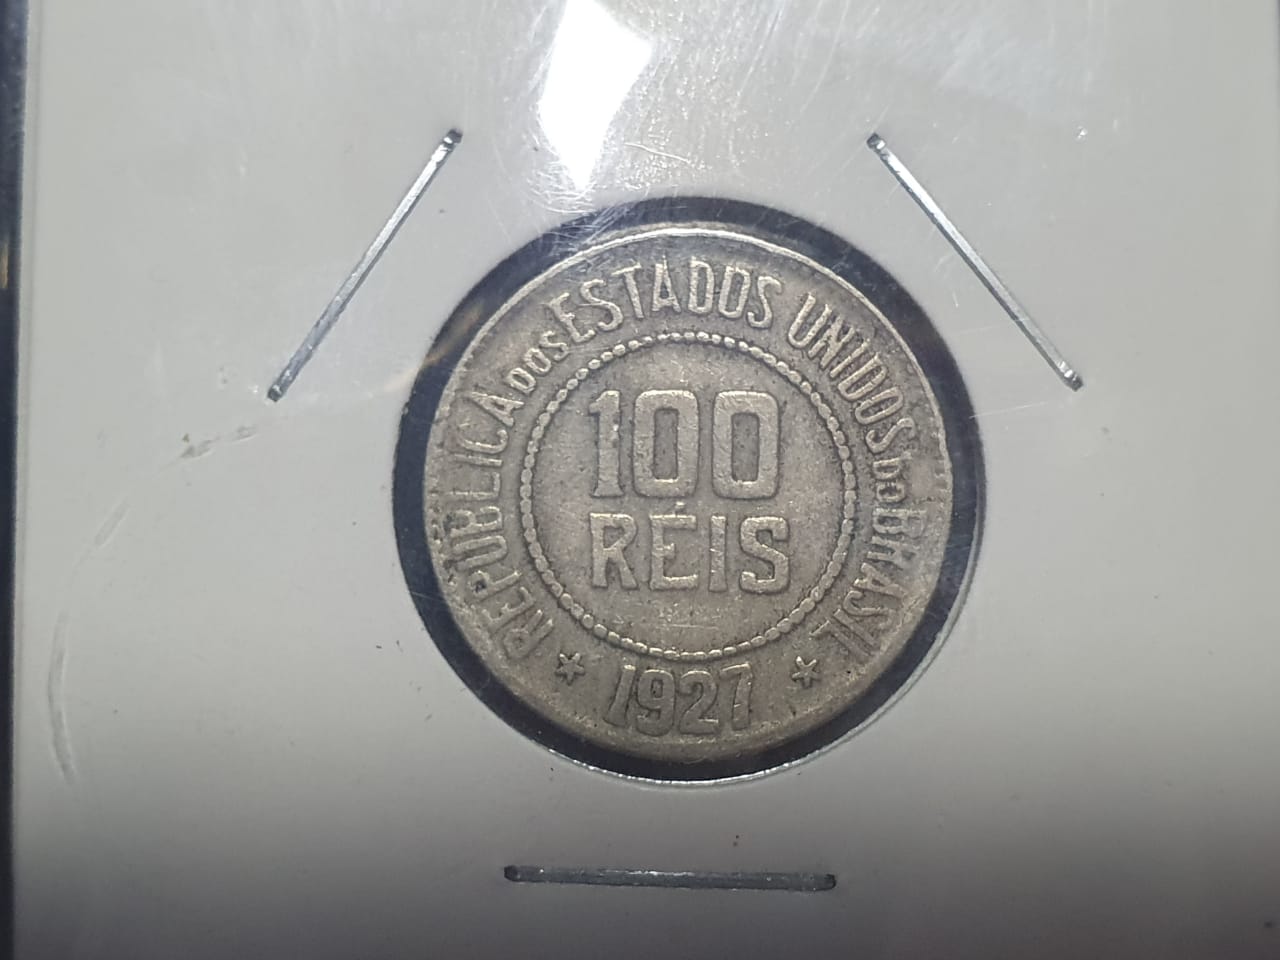 REPÚBLICA DOS ESTADOS UNIDOS DO BRASIL
100
RÉIS
* 1927 *